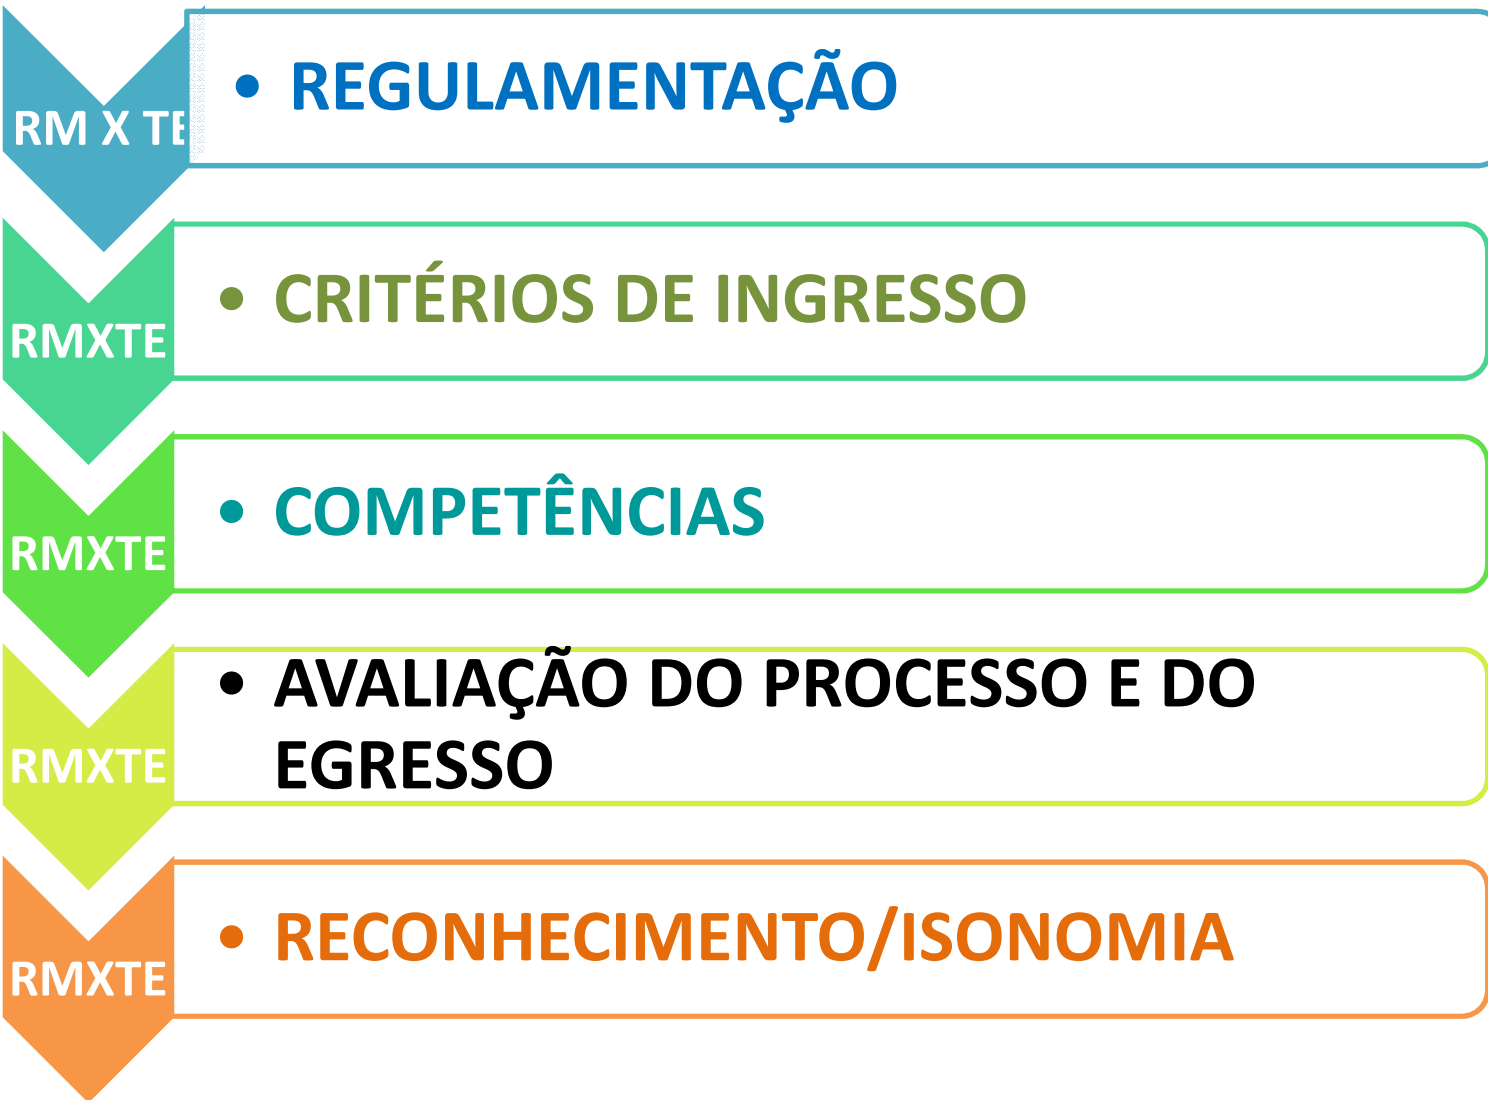 RM X TE
• REGULAMENTAÇÃO
RMXTE
• CRITÉRIOS DE INGRESSO
RMXTE
• COMPETÊNCIAS
RMXTE
• AVALIAÇÃO DO PROCESSO E DO
EGRESSO
RMXTE
• RECONHECIMENTO/ISONOMIA